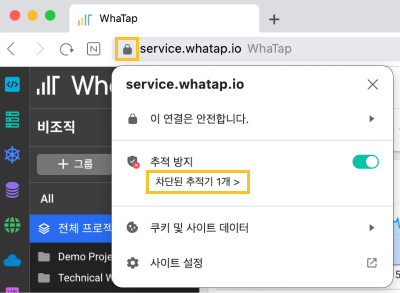 WhaTap
service.whatap.io WhaTap
WhaT
비조직
+ 그룹
All
전체 프로젝
Demo Proje
Technical W
service.whatap.io
이 연결은 안전합니다.
추적 방지
차단된 추적기 1개 >
쿠키 및 사이트 데이터
사이트 설정